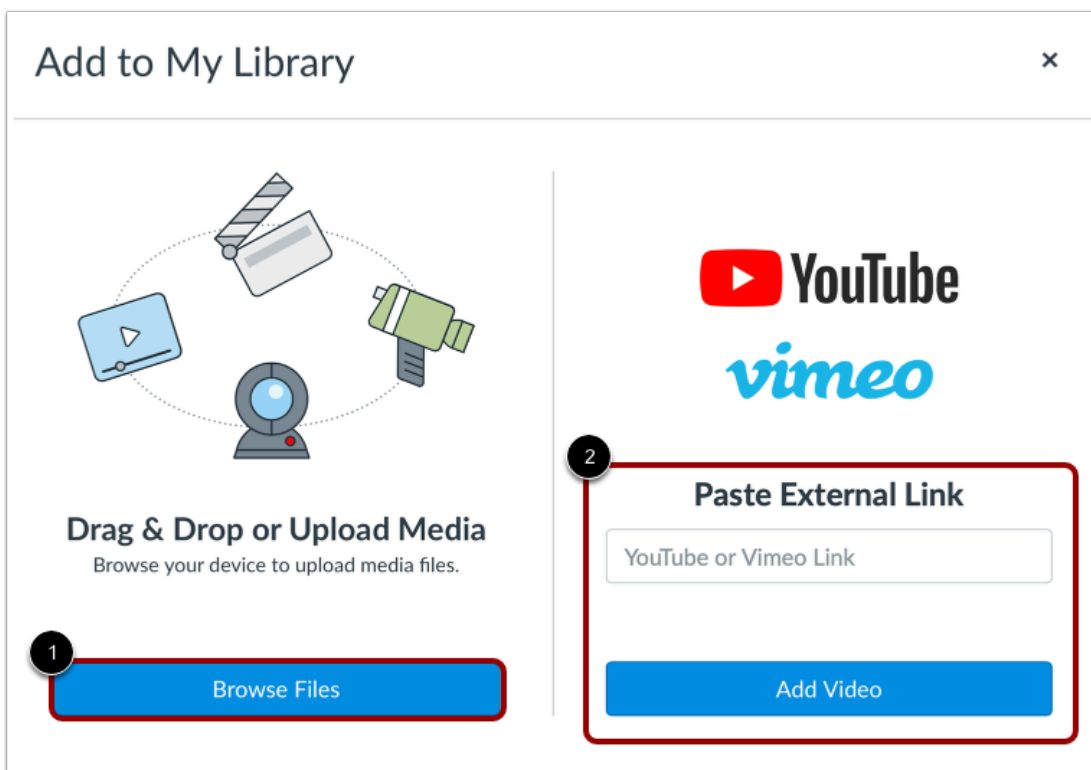 Add to My Library
×
Drag & Drop or Upload Media
Browse your device to upload media files.
1
Browse Files
YouTube
vimeo
2
Paste External Link
YouTube or Vimeo Link
Add Video